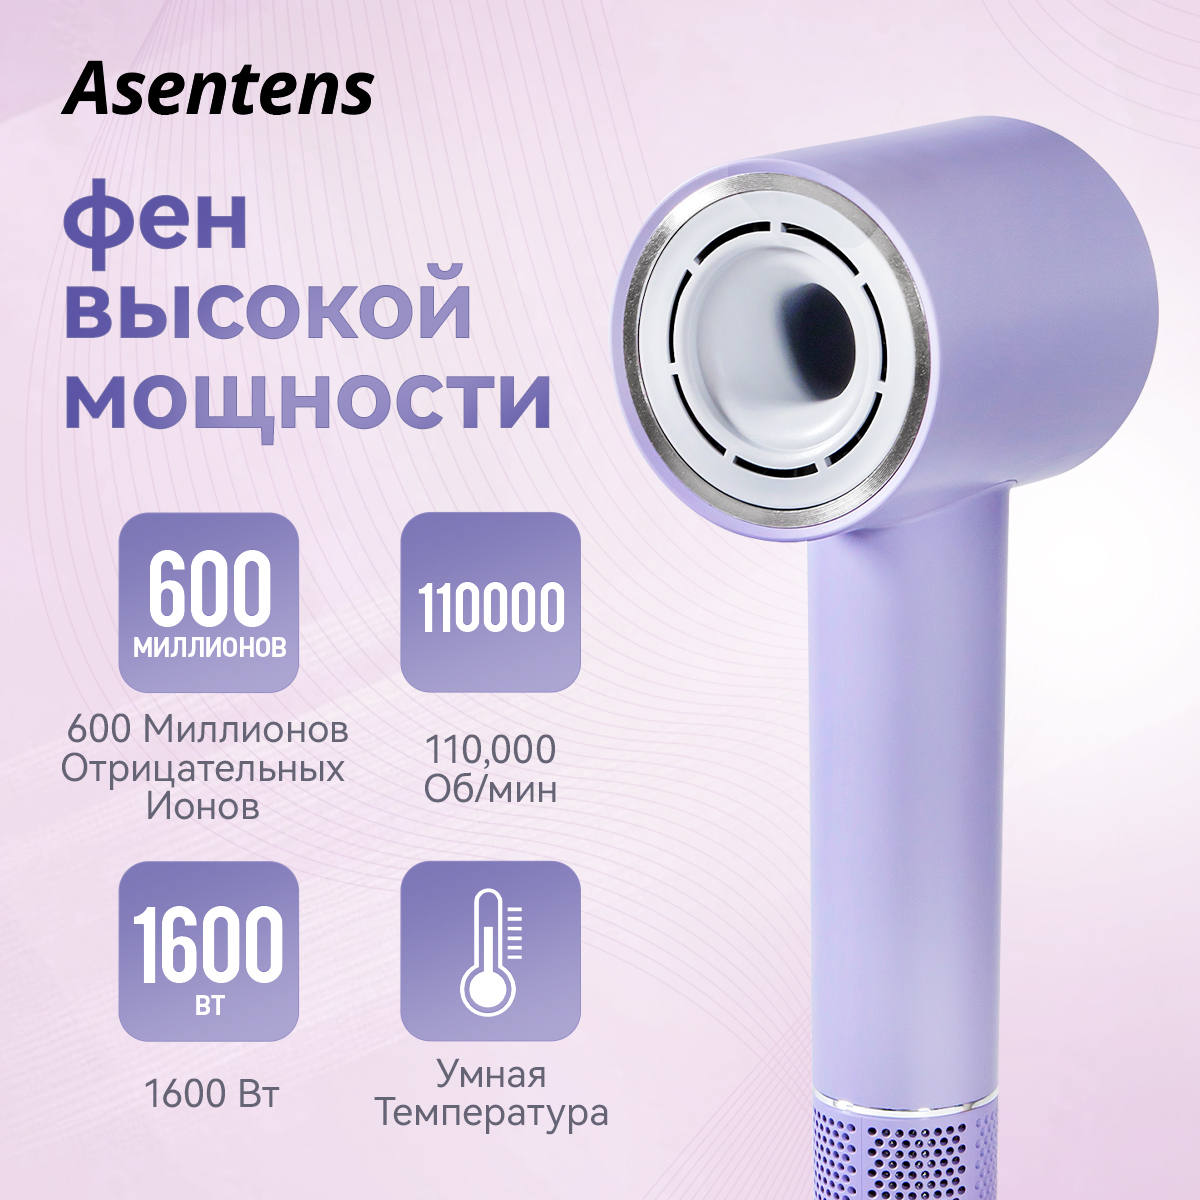 Asentens
фен
высокой
мощности
600
МИЛЛИОНОВ
110000
600 Миллионов
Отрицательных
Ионов
110,000
Об/мин
1600
ВТ
1600 Вт
Умная
Температура